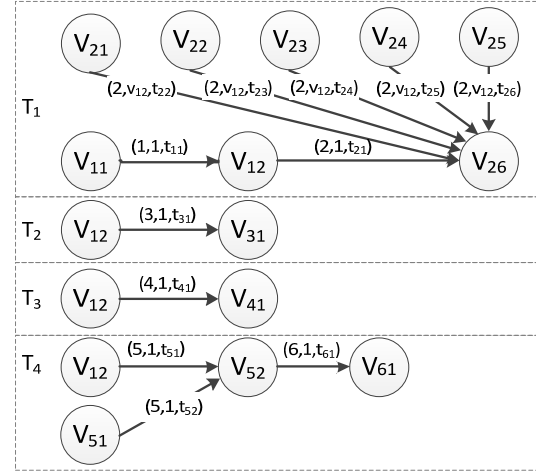 V21 V22 V23 V24 V25
(2,v12,t22) (2,v12,t23) (2,v12,t24) (2,v12,t25) (2,v12,t26)
T1
(1,1,t11) (2,1,t21)
V11 V12 V26
(3,1,t31)
T2 V12 V31
(4,1,t41)
T3 V12 V41
(5,1,t51) (6,1,t61)
T4 V12 V52 V61
(5,1,t52)
V51